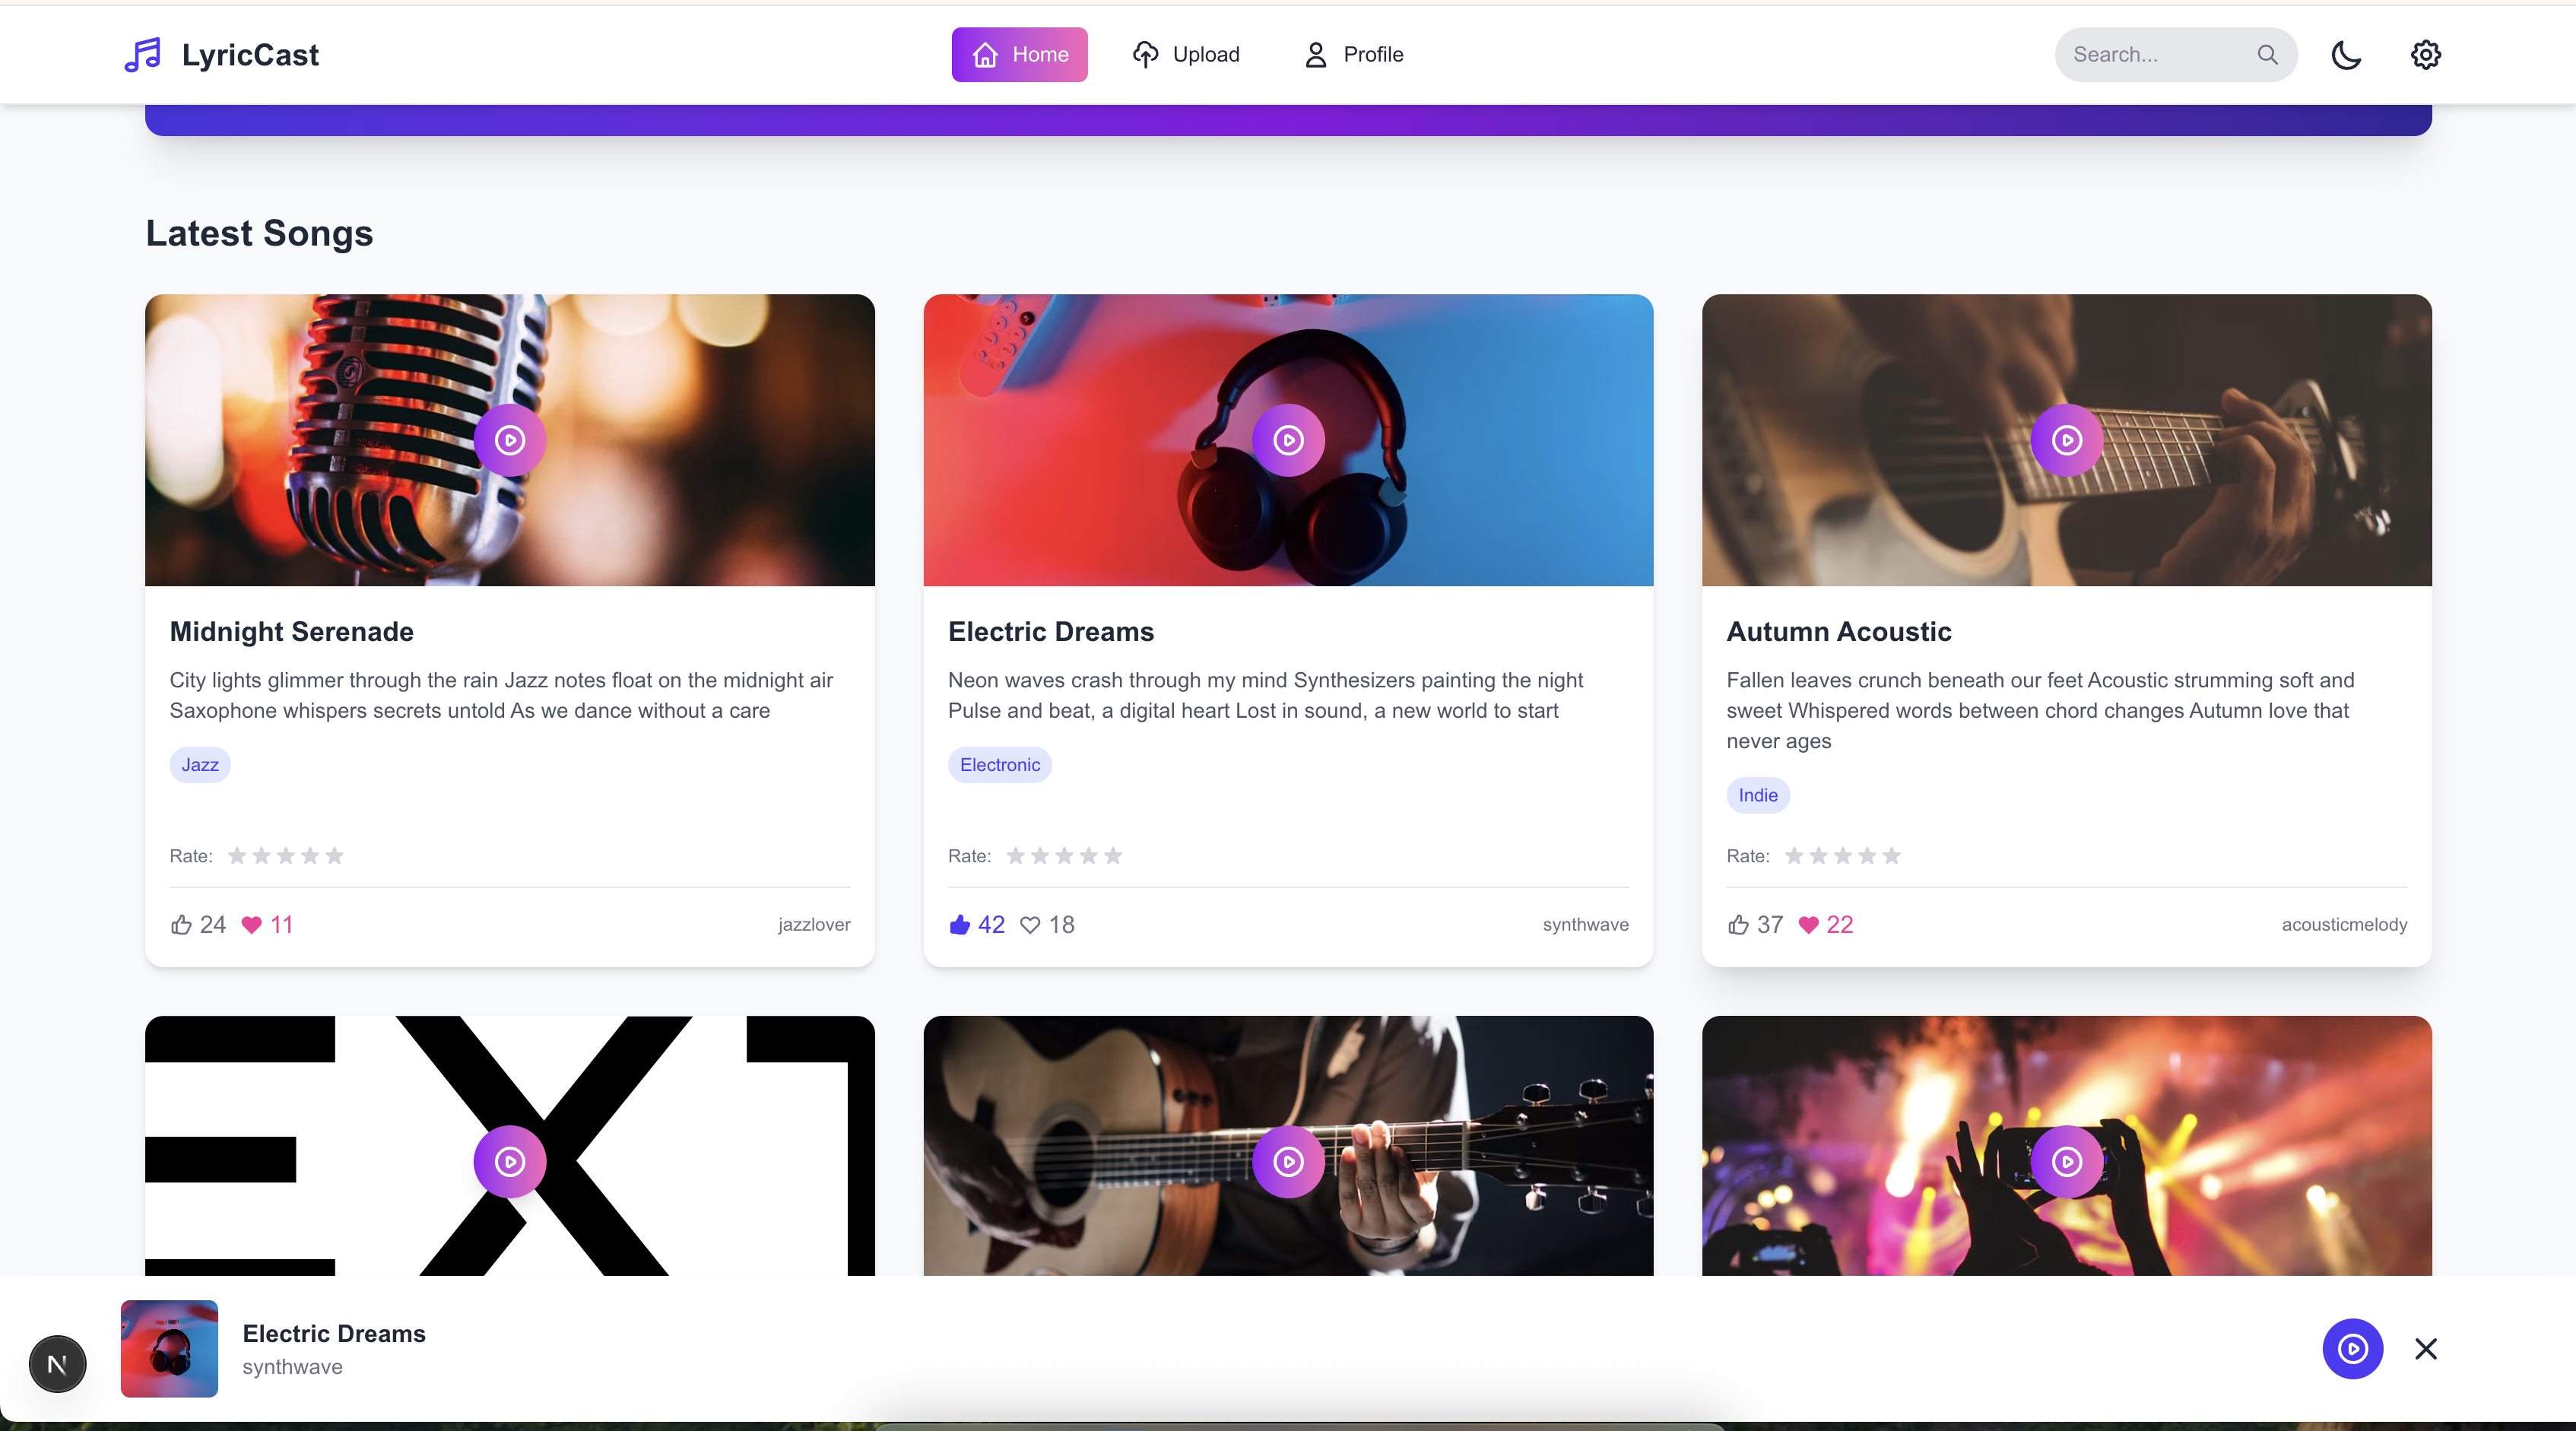 LyricCast
Home
Upload
Profile
Search...
Latest Songs
Midnight Serenade
City lights glimmer through the rain Jazz notes float on the midnight air
Saxophone whispers secrets untold As we dance without a care
Jazz
Rate:
24
11
jazzlover
Electric Dreams
Neon waves crash through my mind Synthesizers painting the night
Pulse and beat, a digital heart Lost in sound, a new world to start
Electronic
Rate:
42
18
synthwave
Autumn Acoustic
Fallen leaves crunch beneath our feet Acoustic strumming soft and
sweet Whispered words between chord changes Autumn love that
never ages
Indie
Rate:
37
22
acousticmelody
EXT
N
Electric Dreams
synthwave